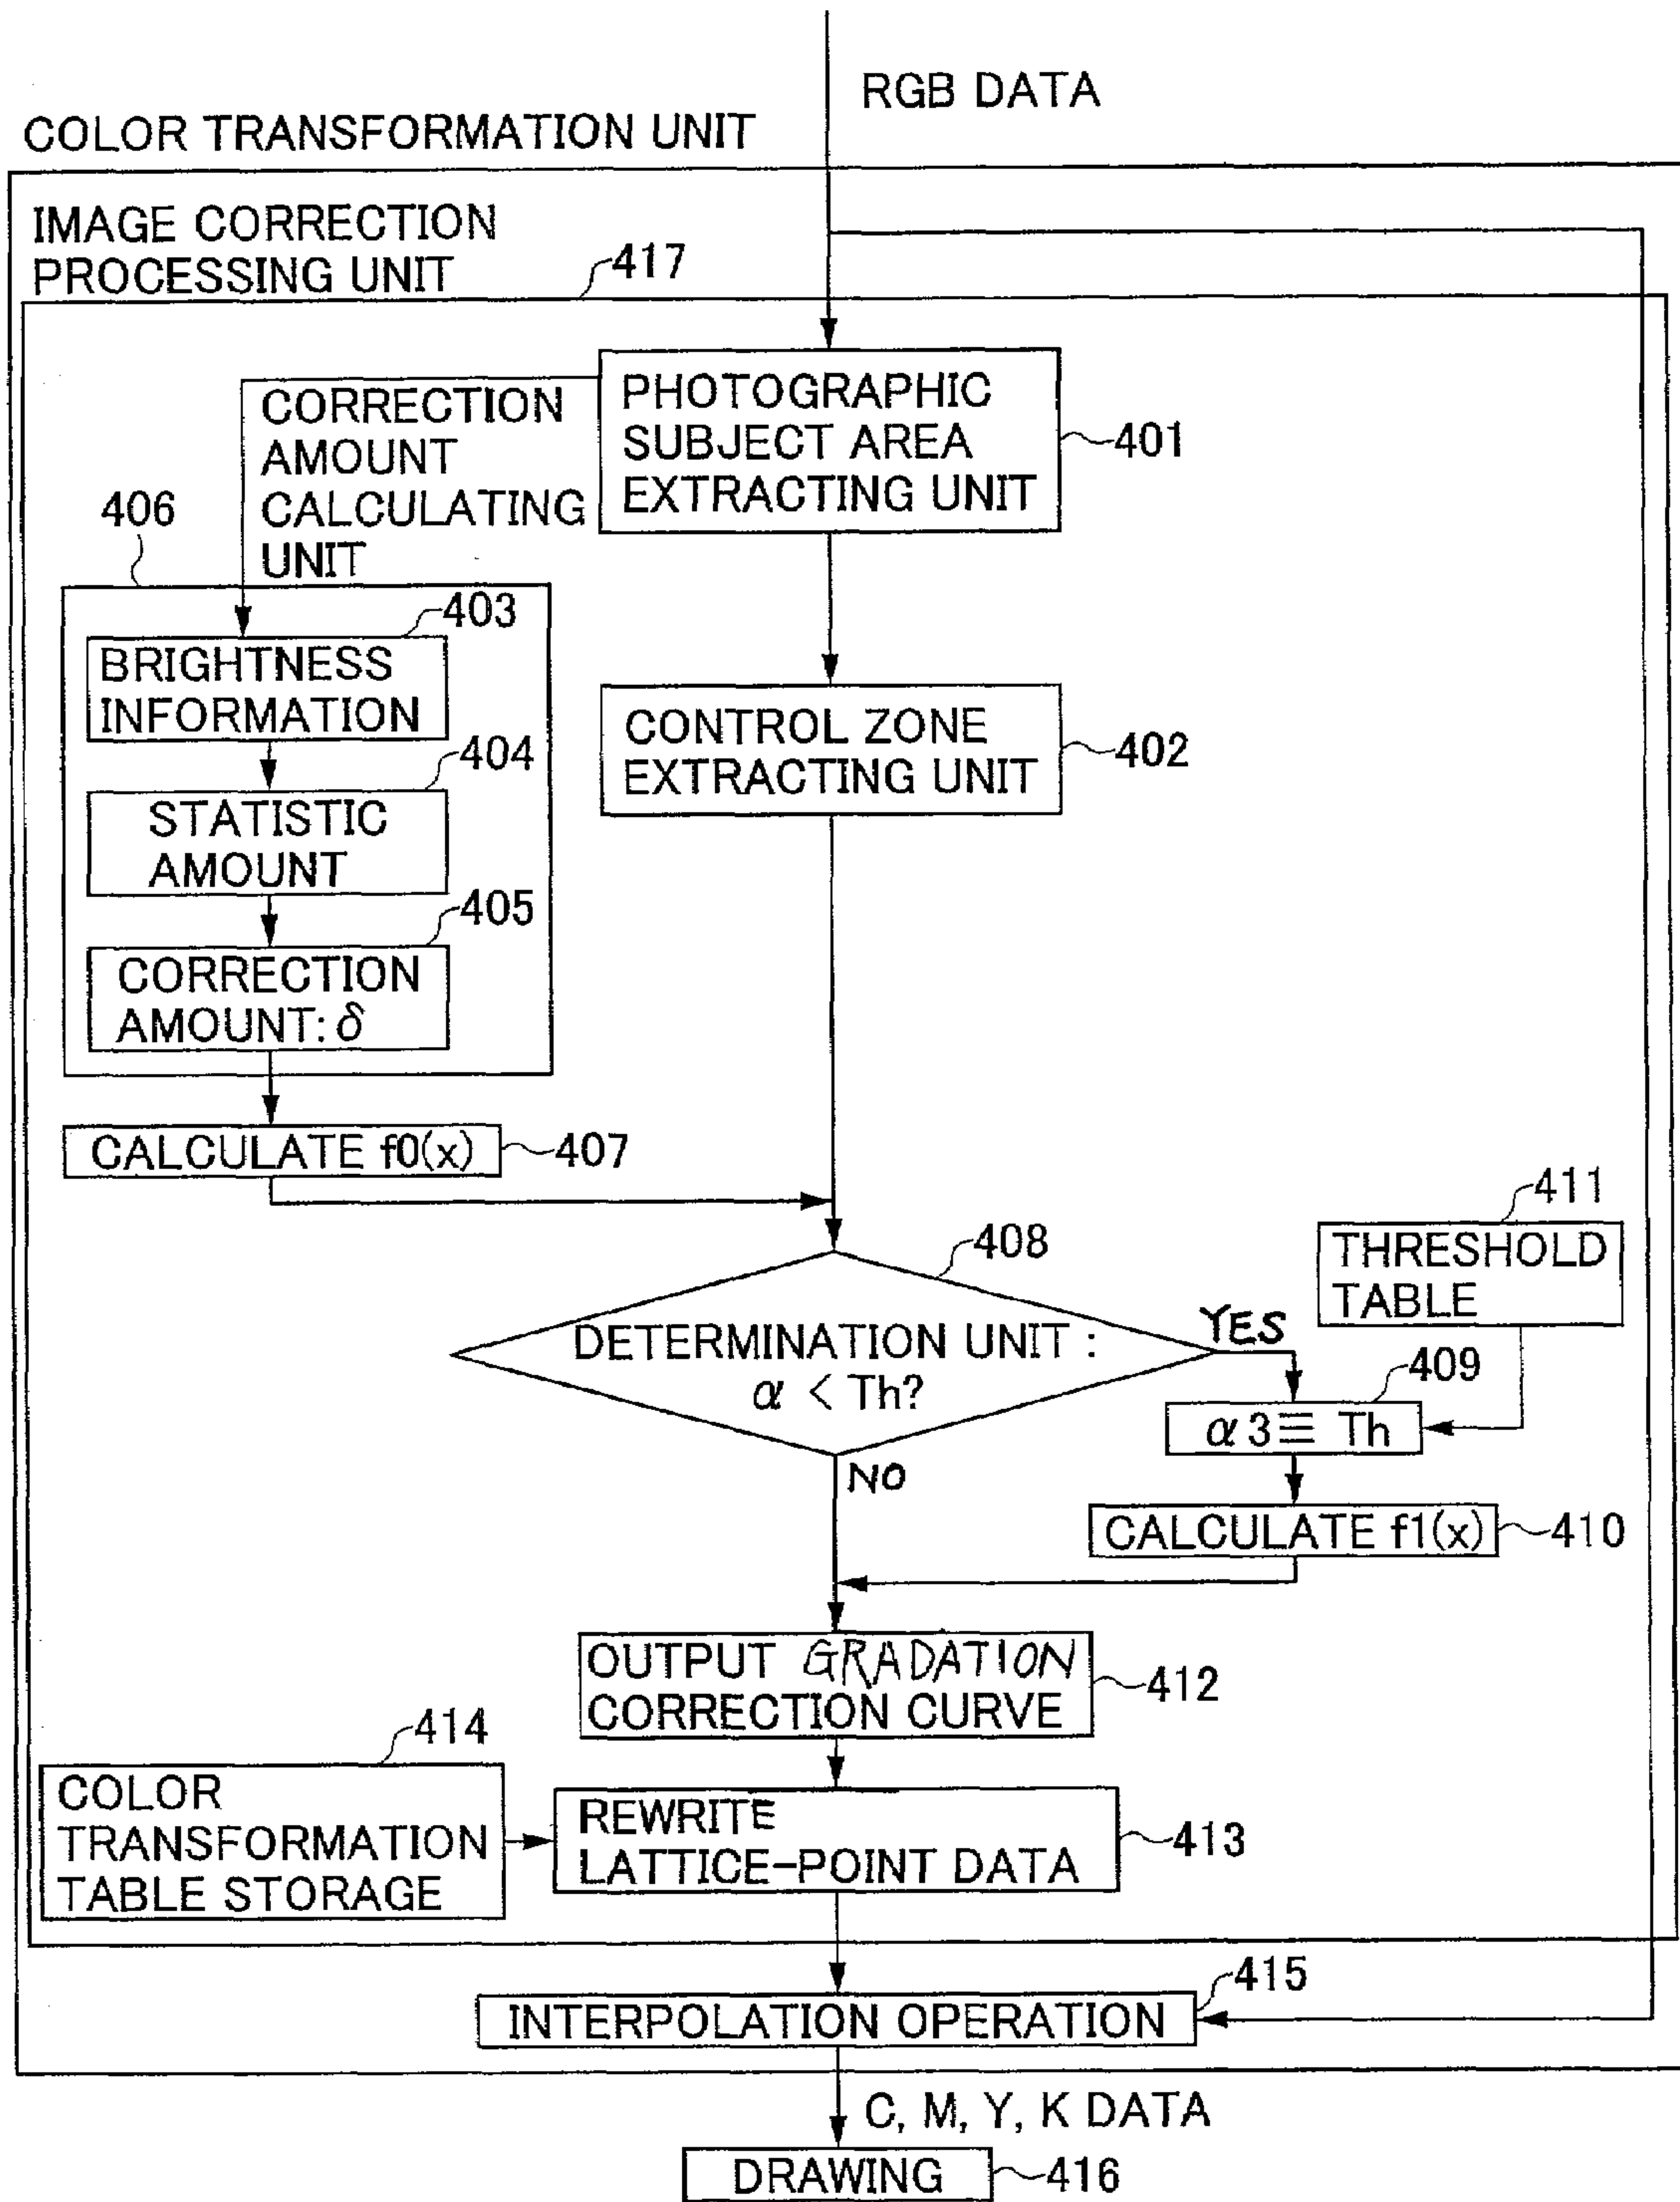 RGB DATA
COLOR TRANSFORMATION UNIT
IMAGE CORRECTION
PROCESSING UNIT
417
CORRECTION
AMOUNT
CALCULATING
UNIT
PHOTOGRAPHIC
SUBJECT AREA
EXTRACTING UNIT
401
406
403
BRIGHTNESS
INFORMATION
CONTROL ZONE
EXTRACTING UNIT
402
404
STATISTIC
AMOUNT
405
CORRECTION
AMOUNT: δ
CALCULATE f0(x)
407
408
411
THRESHOLD
TABLE
DETERMINATION UNIT :
α < Th?
YES
409
α3≡ Th
NO
CALCULATE f1(x)
410
OUTPUT GRADATION
CORRECTION CURVE
412
414
COLOR
TRANSFORMATION
TABLE STORAGE
REWRITE
LATTICE-POINT DATA
413
415
INTERPOLATION OPERATION
C, M, Y, K DATA
DRAWING
416